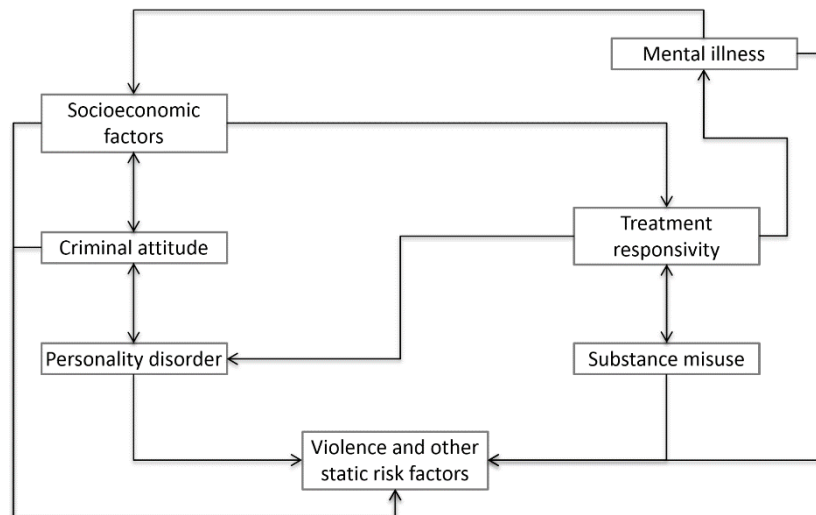 Mental illness
Socioeconomic
factors
Criminal attitude
Treatment
responsivity
Personality disorder
Substance misuse
Violence and other
static risk factors